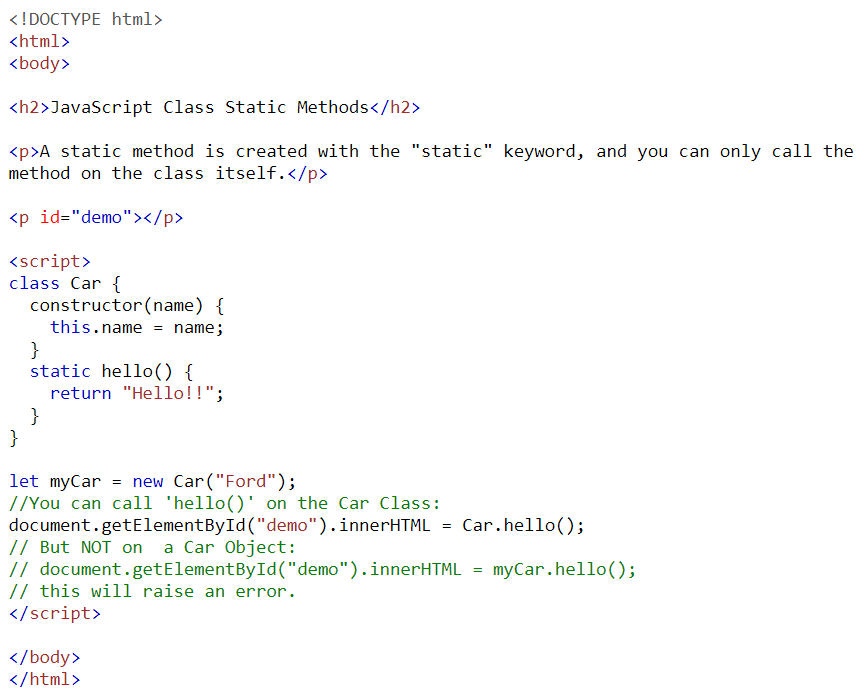 <!DOCTYPE html>
<html>
<body>

<h2>JavaScript Class Static Methods</h2>

<p>A static method is created with the "static" keyword, and you can only call the
method on the class itself.</p>

<p id="demo"></p>

<script>
class Car {
  constructor(name) {
    this.name = name;
  }
  static hello() {
    return "Hello!!";
  }
}

let myCar = new Car("Ford");
//You can call 'hello()' on the Car Class:
document.getElementById("demo").innerHTML = Car.hello();
// But NOT on  a Car Object:
// document.getElementById("demo").innerHTML = myCar.hello();
// this will raise an error.
</script>

</body>
</html>